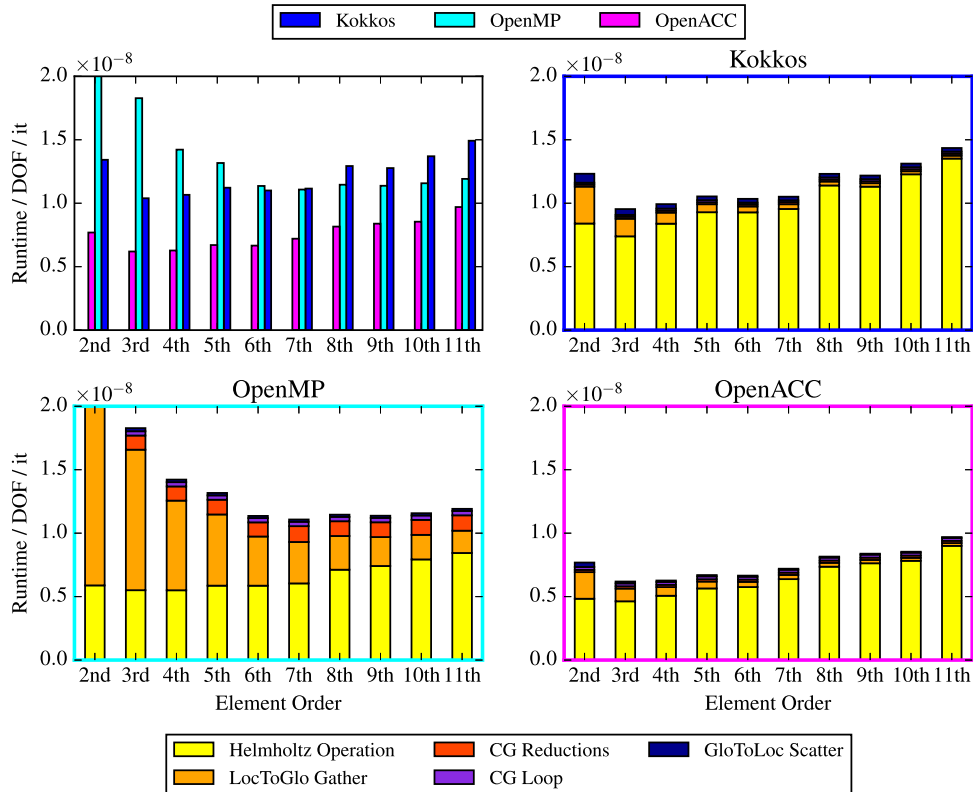 Kokkos OpenMP OpenACC
×10⁻⁸
2.0
1.5
1.0
0.5
0.0
Runtime / DOF / it
2nd 3rd 4th 5th 6th 7th 8th 9th 10th 11th
Kokkos
×10⁻⁸
2.0
1.5
1.0
0.5
0.0
2nd 3rd 4th 5th 6th 7th 8th 9th 10th 11th
OpenMP
×10⁻⁸
2.0
1.5
1.0
0.5
0.0
Runtime / DOF / it
2nd 3rd 4th 5th 6th 7th 8th 9th 10th 11th
Element Order
OpenACC
×10⁻⁸
2.0
1.5
1.0
0.5
0.0
2nd 3rd 4th 5th 6th 7th 8th 9th 10th 11th
Element Order
Helmholtz Operation CG Reductions GloToLoc Scatter
LocToGlo Gather CG Loop